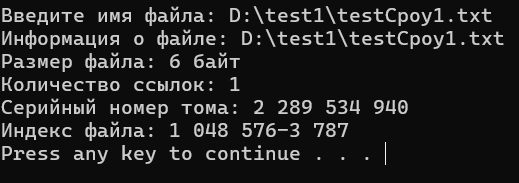 Введите имя файла: D:\test1\testCpoy1.txt
Информация о файле: D:\test1\testCpoy1.txt
Размер файла: 6 байт
Количество ссылок: 1
Серийный номер тома: 2 289 534 940
Индекс файла: 1 048 576-3 787
Press any key to continue . . .